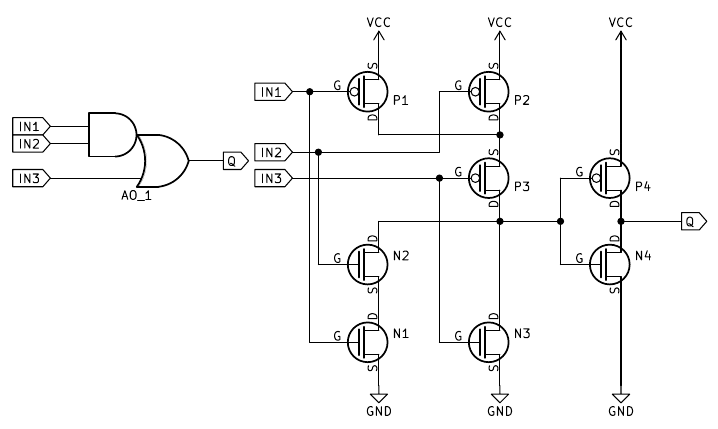 VCC VCC VCC
S S
IN1 G P1 G P2
D D
IN1
IN2
IN2 S S
IN3 IN3 G P3 G P4 Q
AO_1 D D
Q
D D
G N2 G N4
S S
D D
G N1 G N3
S S
GND GND GND